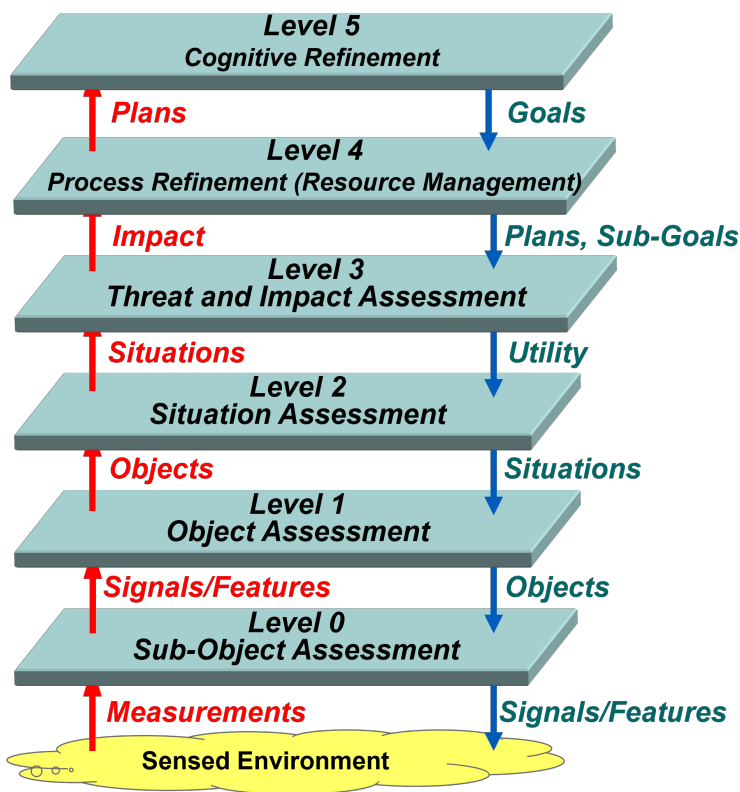 Level 5
Cognitive Refinement
Plans
Goals
Level 4
Process Refinement (Resource Management)
Impact
Plans, Sub-Goals
Level 3
Threat and Impact Assessment
Situations
Utility
Level 2
Situation Assessment
Objects
Situations
Level 1
Object Assessment
Signals/Features
Objects
Level 0
Sub-Object Assessment
Measurements
Signals/Features
Sensed Environment